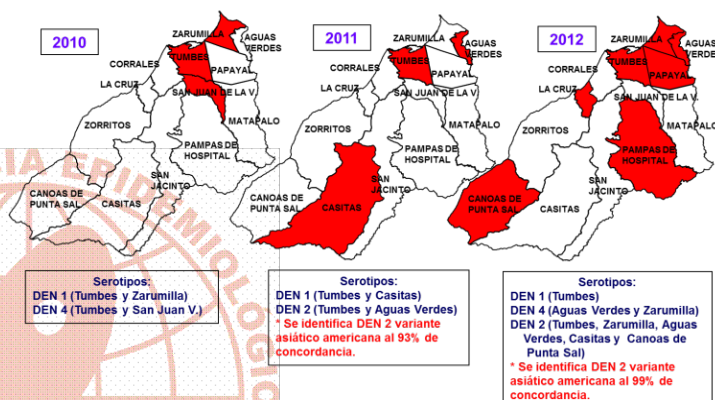 2010
ZARUMILLA
AGUAS
VERDES
TUMBES
CORRALES
PAPAYAL
LA CRUZ
SAN JUAN DE LA V.
MATAPALO
ZORRITOS
PAMPAS DE
HOSPITAL
SAN
JACINTO
CANOAS DE
PUNTA SAL
CASITAS
Serotipos:
DEN 1 (Tumbes y Zarumilla)
DEN 4 (Tumbes y San Juan V.)
2011
ZARUMILLA
AGUAS
VERDES
TUMBES
CORRALES
PAPAYAL
LA CRUZ
SAN JUAN DE LA V.
MATAPALO
ZORRITOS
PAMPAS DE
HOSPITAL
SAN
JACINTO
CANOAS DE
PUNTA SAL
CASITAS
Serotipos:
DEN 1 (Tumbes y Casitas)
DEN 2 (Tumbes y Aguas Verdes)
* Se identifica DEN 2 variante
asiático americana al 93% de
concordancia.
2012
ZARUMILLA
AGUAS
VERDES
TUMBES
CORRALES
PAPAYAL
LA CRUZ
SAN JUAN DE LA V.
MATAPALO
ZORRITOS
PAMPAS DE
HOSPITAL
SAN
JACINTO
CANOAS DE
PUNTA SAL
CASITAS
Serotipos:
DEN 1 (Tumbes)
DEN 4 (Aguas Verdes y Zarumilla)
DEN 2 (Tumbes, Zarumilla, Aguas
Verdes, Casitas y Canoas de
Punta Sal)
* Se identifica DEN 2 variante
asiático americana al 99% de
concordancia.